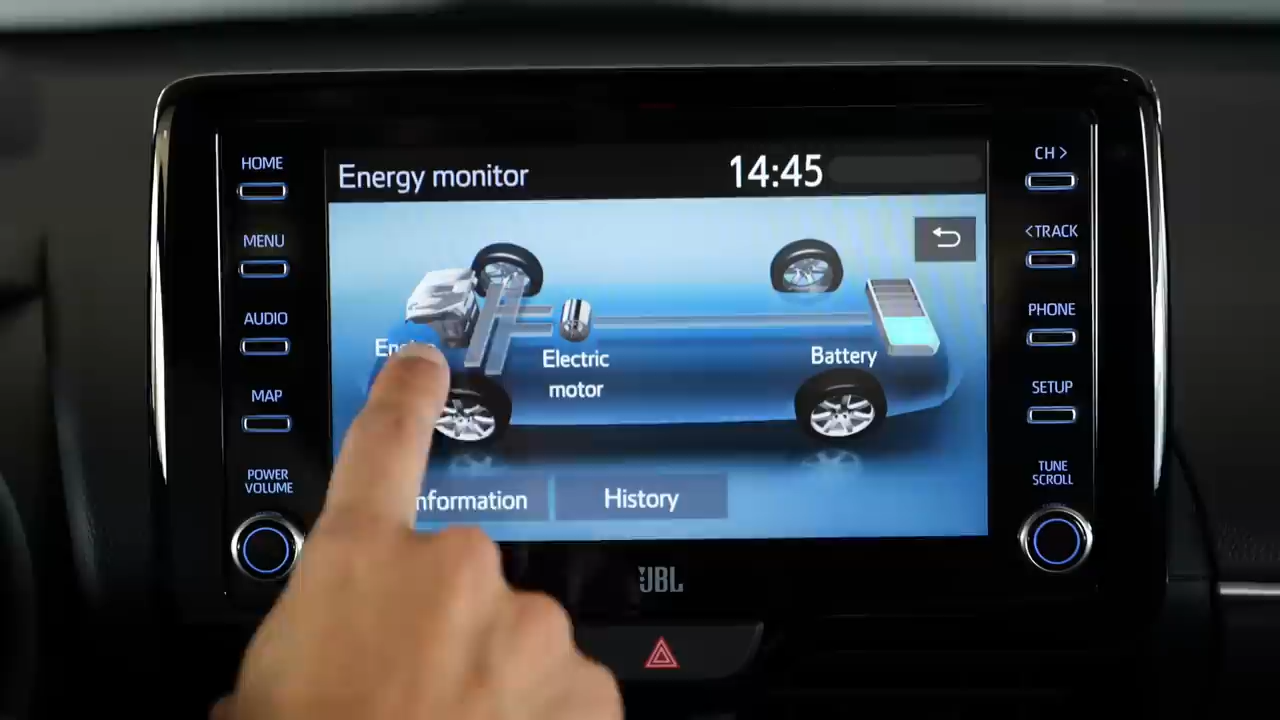 HOME
MENU
AUDIO
MAP
POWER
VOLUME
Energy monitor
14:45
Electric
motor
Battery
History
CH >
< TRACK
PHONE
SETUP
TUNE
SCROLL
JBL